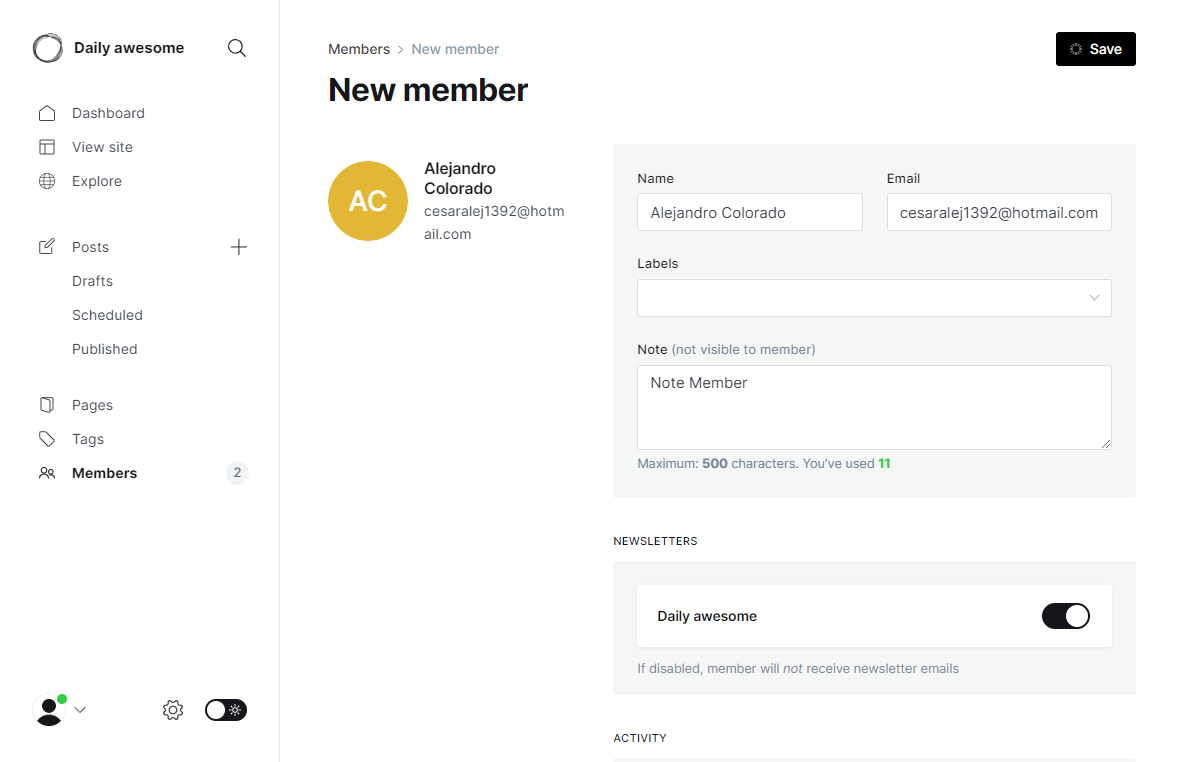 Daily awesome
Dashboard
View site
Explore
Posts
Drafts
Scheduled
Published
Pages
Tags
Members 2
Members > New member
Save
New member
AC
Alejandro
Colorado
cesaralej1392@hotm
ail.com
Name
Alejandro Colorado
Email
cesaralej1392@hotmail.com
Labels
Note (not visible to member)
Note Member
Maximum: 500 characters. You’ve used 11
NEWSLETTERS
Daily awesome
If disabled, member will not receive newsletter emails
ACTIVITY